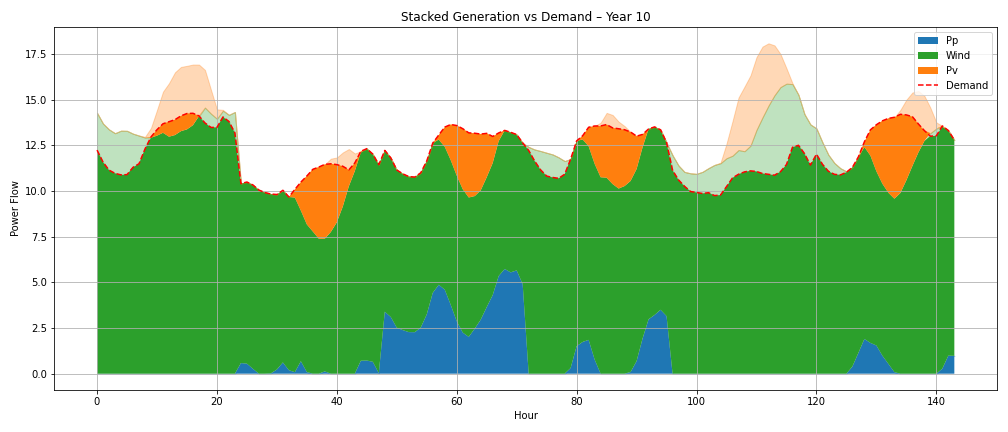 Stacked Generation vs Demand – Year 10
Pp
Wind
Pv
Demand
Power Flow
17.5
15.0
12.5
10.0
7.5
5.0
2.5
0.0
0 20 40 60 80 100 120 140
Hour